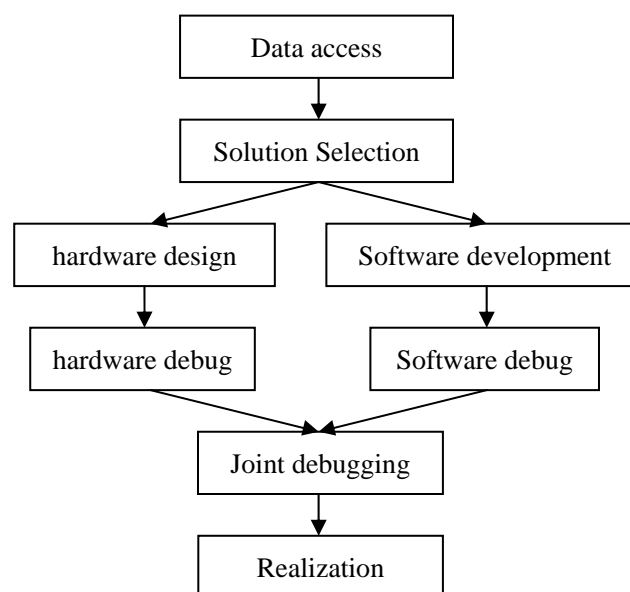 Data access
Solution Selection
hardware design
Software development
hardware debug
Software debug
Joint debugging
Realization